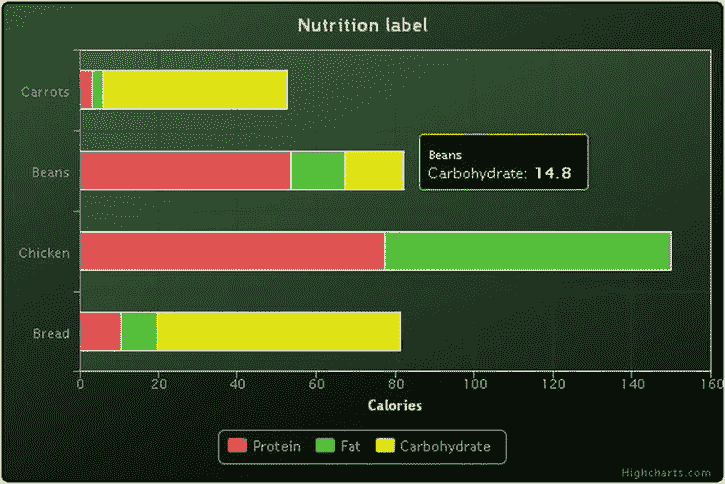 Nutrition label
Carrots
Beans
Beans
Carbohydrate: 14.8
Chicken
Bread
0 20 40 60 80 100 120 140 160
Calories
Protein Fat Carbohydrate
Highcharts.com